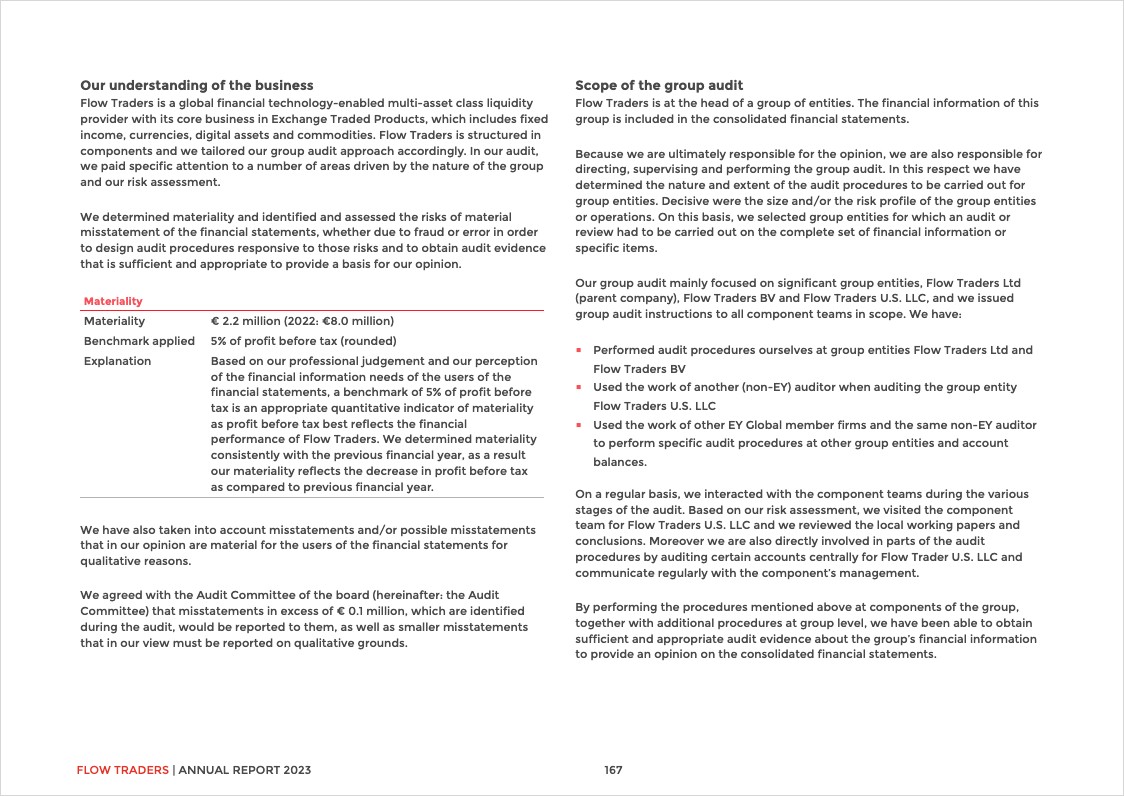 Our understanding of the business
Flow Traders is a global financial technology-enabled multi-asset class liquidity
provider with its core business in Exchange Traded Products, which includes fixed
income, currencies, digital assets and commodities. Flow Traders is structured in
components and we tailored our group audit approach accordingly. In our audit,
we paid specific attention to a number of areas driven by the nature of the group
and our risk assessment.
We determined materiality and identified and assessed the risks of material
misstatement of the financial statements, whether due to fraud or error in order
to design audit procedures responsive to those risks and to obtain audit evidence
that is sufficient and appropriate to provide a basis for our opinion.
Materiality
Materiality € 2.2 million (2022: €8.0 million)
Benchmark applied 5% of profit before tax (rounded)
Explanation Based on our professional judgement and our perception
of the financial information needs of the users of the
financial statements, a benchmark of 5% of profit before
tax is an appropriate quantitative indicator of materiality
as profit before tax best reflects the financial
performance of Flow Traders. We determined materiality
consistently with the previous financial year, as a result
our materiality reflects the decrease in profit before tax
as compared to previous financial year.
We have also taken into account misstatements and/or possible misstatements
that in our opinion are material for the users of the financial statements for
qualitative reasons.
We agreed with the Audit Committee of the board (hereinafter: the Audit
Committee) that misstatements in excess of € 0.1 million, which are identified
during the audit, would be reported to them, as well as smaller misstatements
that in our view must be reported on qualitative grounds.
Scope of the group audit
Flow Traders is at the head of a group of entities. The financial information of this
group is included in the consolidated financial statements.
Because we are ultimately responsible for the opinion, we are also responsible for
directing, supervising and performing the group audit. In this respect we have
determined the nature and extent of the audit procedures to be carried out for
group entities. Decisive were the size and/or the risk profile of the group entities
or operations. On this basis, we selected group entities for which an audit or
review had to be carried out on the complete set of financial information or
specific items.
Our group audit mainly focused on significant group entities, Flow Traders Ltd
(parent company), Flow Traders BV and Flow Traders U.S. LLC, and we issued
group audit instructions to all component teams in scope. We have:
▪ Performed audit procedures ourselves at group entities Flow Traders Ltd and
Flow Traders BV
▪ Used the work of another (non-EY) auditor when auditing the group entity
Flow Traders U.S. LLC
▪ Used the work of other EY Global member firms and the same non-EY auditor
to perform specific audit procedures at other group entities and account
balances.
On a regular basis, we interacted with the component teams during the various
stages of the audit. Based on our risk assessment, we visited the component
team for Flow Traders U.S. LLC and we reviewed the local working papers and
conclusions. Moreover we are also directly involved in parts of the audit
procedures by auditing certain accounts centrally for Flow Trader U.S. LLC and
communicate regularly with the component's management.
By performing the procedures mentioned above at components of the group,
together with additional procedures at group level, we have been able to obtain
sufficient and appropriate audit evidence about the group's financial information
to provide an opinion on the consolidated financial statements.
FLOW TRADERS | ANNUAL REPORT 2023 167